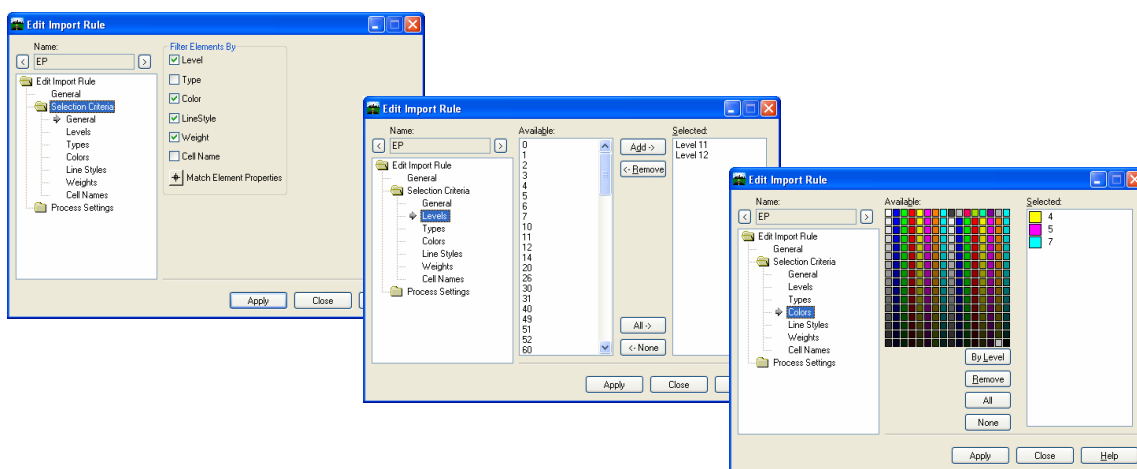 Edit Import Rule
Name:
EP
Edit Import Rule
General
Selection Criteria
General
Levels
Types
Colors
Line Styles
Weights
Cell Names
Process Settings
Filter Elements By
Level
Type
Color
LineStyle
Weight
Cell Name
Match Element Properties
Apply
Close
Edit Import Rule
Name:
EP
Edit Import Rule
General
Selection Criteria
General
Levels
Types
Colors
Line Styles
Weights
Cell Names
Process Settings
Available:
0
1
2
3
4
5
6
7
10
11
12
14
20
26
30
31
40
49
51
52
60
Add ->
<- Remove
All ->
<- None
Selected:
Level 11
Level 12
Apply
Close
Edit Import Rule
Name:
EP
Edit Import Rule
General
Selection Criteria
General
Levels
Types
Colors
Line Styles
Weights
Cell Names
Process Settings
Available:
By Level
Remove
All
None
Selected:
4
5
7
Apply
Close
Help